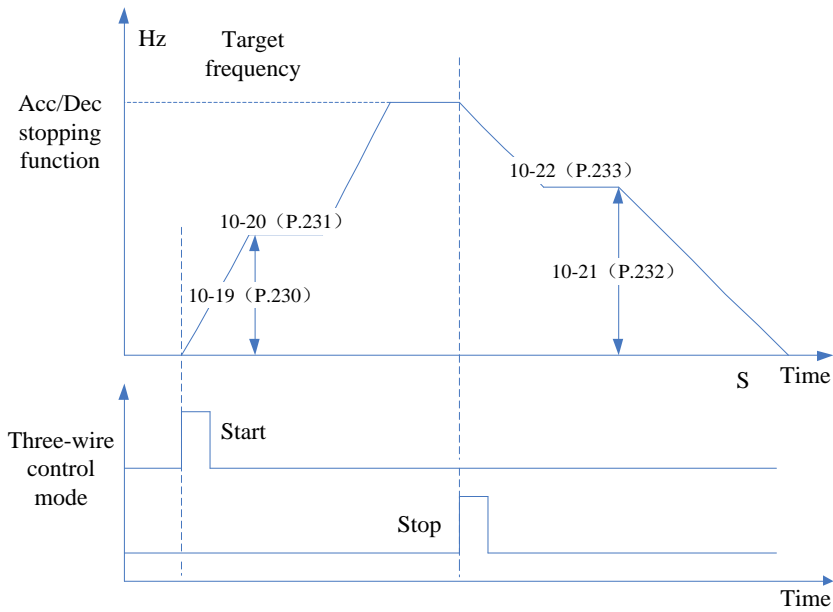 Hz
Target
frequency
Acc/Dec
stopping
function
10-22（P.233）
10-20（P.231）
10-21（P.232）
10-19（P.230）
S
Time
Three-wire
control
mode
Start
Stop
Time